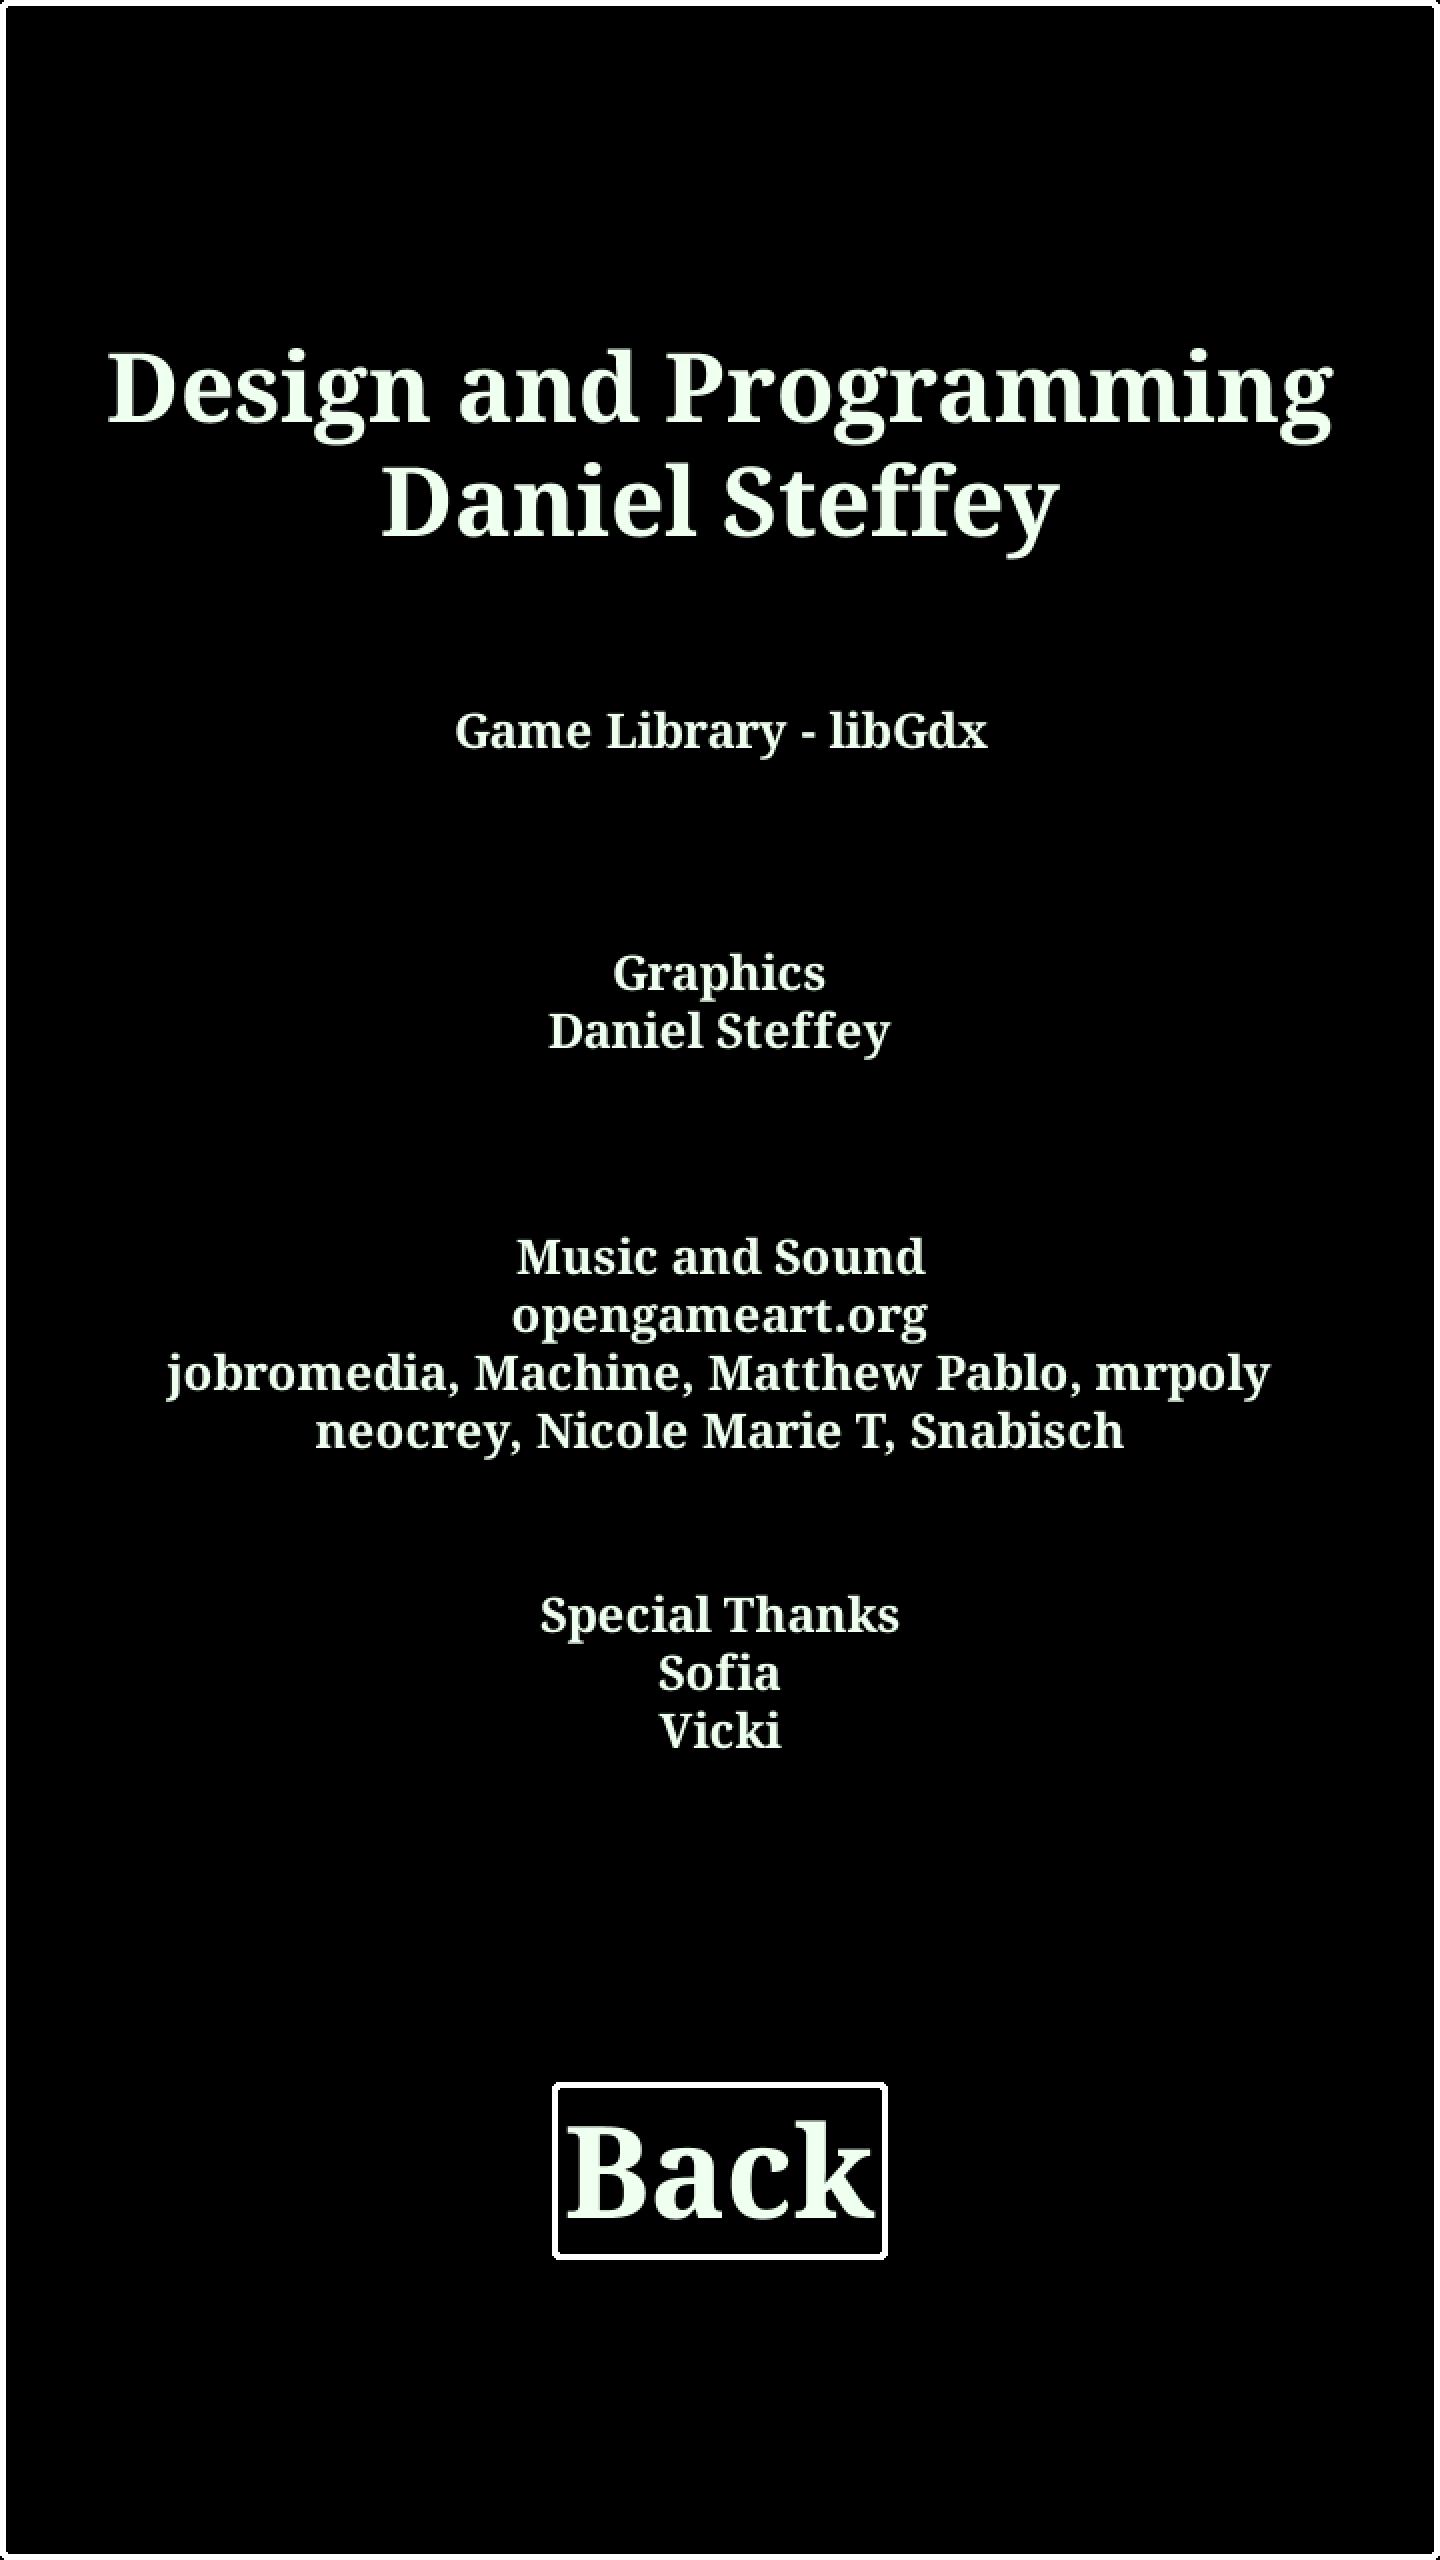 Design and Programming
Daniel Steffey
Game Library - libGdx
Graphics
Daniel Steffey
Music and Sound
opengameart.org
jobromedia, Machine, Matthew Pablo, mrpoly
neocrey, Nicole Marie T, Snabisch
Special Thanks
Sofia
Vicki
Back